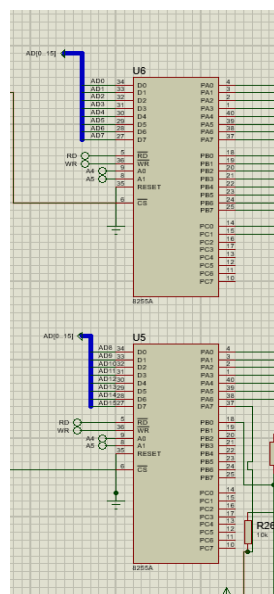 AD[0..15]
U6
AD0 34 D0 PA0 4
AD1 33 D1 PA1 3
AD2 32 D2 PA2 2
AD3 31 D3 PA3 1
AD4 30 D4 PA4 40
AD5 29 D5 PA5 39
AD6 28 D6 PA6 38
AD7 27 D7 PA7 37
RD 5 RD PB0 18
WR 36 WR PB1 19
A4 9 A0 PB2 20
A5 8 A1 PB3 21
35 RESET PB4 22
PB5 23
6 CS PB6 24
PB7 25
PC0 14
PC1 15
PC2 16
PC3 17
PC4 13
PC5 12
PC6 11
PC7 10
8255A
AD[0..15]
U5
AD8 34 D0 PA0 4
AD9 33 D1 PA1 3
AD10 32 D2 PA2 2
AD11 31 D3 PA3 1
AD12 30 D4 PA4 40
AD13 29 D5 PA5 39
AD14 28 D6 PA6 38
AD15 27 D7 PA7 37
RD 5 RD PB0 18
WR 36 WR PB1 19
A4 9 A0 PB2 20
A5 8 A1 PB3 21
35 RESET PB4 22
PB5 23
6 CS PB6 24
PB7 25
PC0 14
PC1 15
PC2 16
PC3 17
PC4 13
PC5 12
PC6 11
PC7 10
R26
10k
8255A